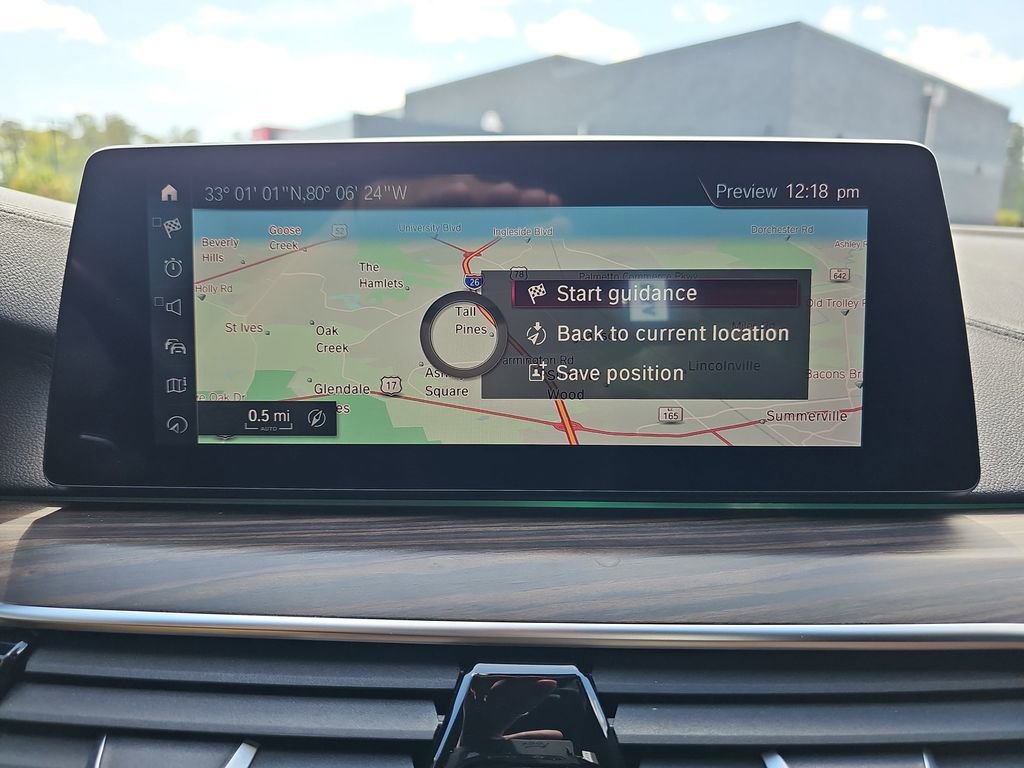 33° 01' 01"N,80° 06' 24"W
Preview 12:18 pm
University Blvd
Ingleside Blvd
Dorchester Rd
Goose
Creek
52
Beverly
Hills
Ashley
78
Palmetto Commerce Pkwy
642
The
Hamlets
26
Holly Rd
Start guidance
Old Trolley
Tall
Pines
St Ives
Oak
Creek
Back to current location
Farmington Rd
Lincolnville
Save position
Bacons Br
Ash
Square
Wood
Glendale
17
0.5 mi
AUTO
165
Summerville